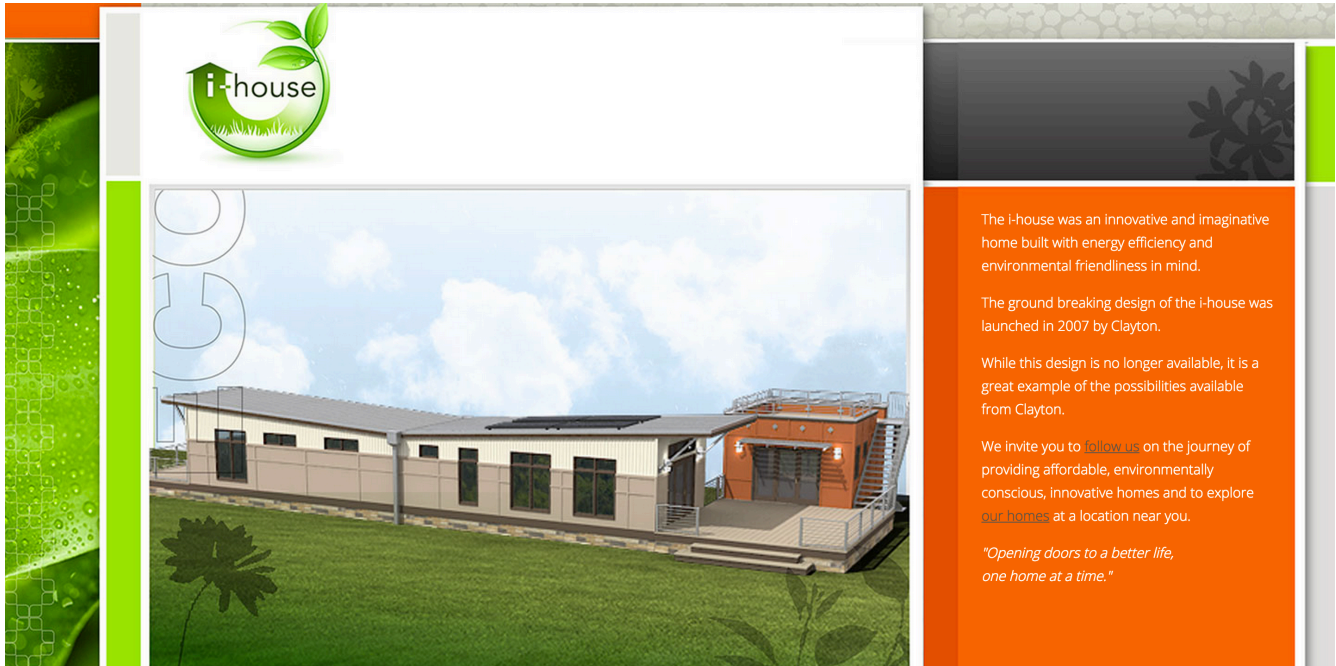 i-house
ECO
The i-house was an innovative and imaginative
home built with energy efficiency and
environmental friendliness in mind.
The ground breaking design of the i-house was
launched in 2007 by Clayton.
While this design is no longer available, it is a
great example of the possibilities available
from Clayton.
We invite you to follow us on the journey of
providing affordable, environmentally
conscious, innovative homes and to explore
our homes at a location near you.
"Opening doors to a better life,
one home at a time."